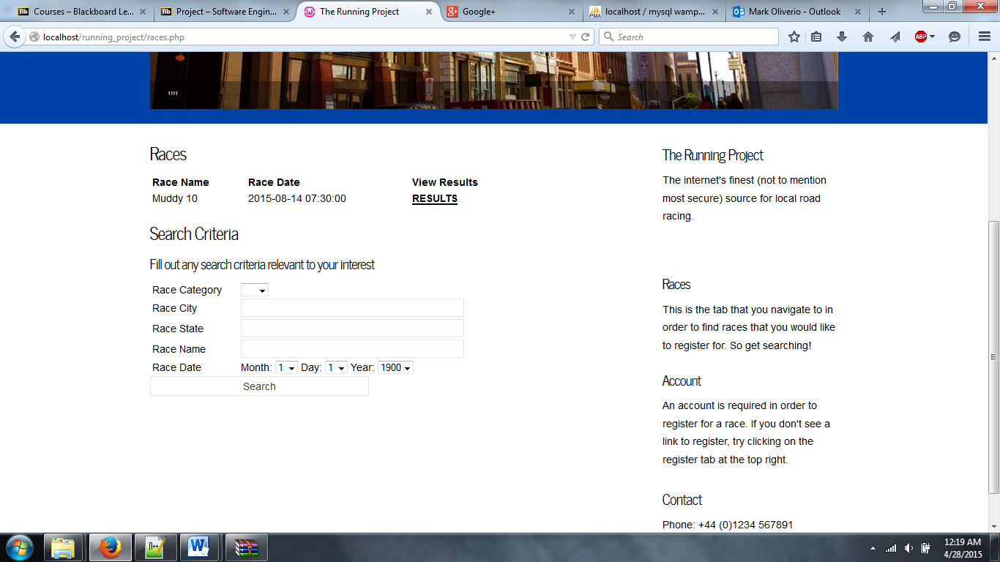 Courses – Blackboard Le...
Project – Software Engin...
The Running Project
Google+
localhost / mysql wamp...
Mark Oliverio - Outlook
localhost/running_project/races.php
Search
ABP
""
Races
Race Name Race Date View Results
Muddy 10 2015-08-14 07:30:00 RESULTS
Search Criteria
Fill out any search criteria relevant to your interest
Race Category
Race City
Race State
Race Name
Race Date Month: 1 Day: 1 Year: 1900
Search
The Running Project
The internet's finest (not to mention
most secure) source for local road
racing.
Races
This is the tab that you navigate to in
order to find races that you would like
to register for. So get searching!
Account
An account is required in order to
register for a race. If you don't see a
link to register, try clicking on the
register tab at the top right.
Contact
Phone: +44 (0)1234 567891
12:19 AM
4/28/2015